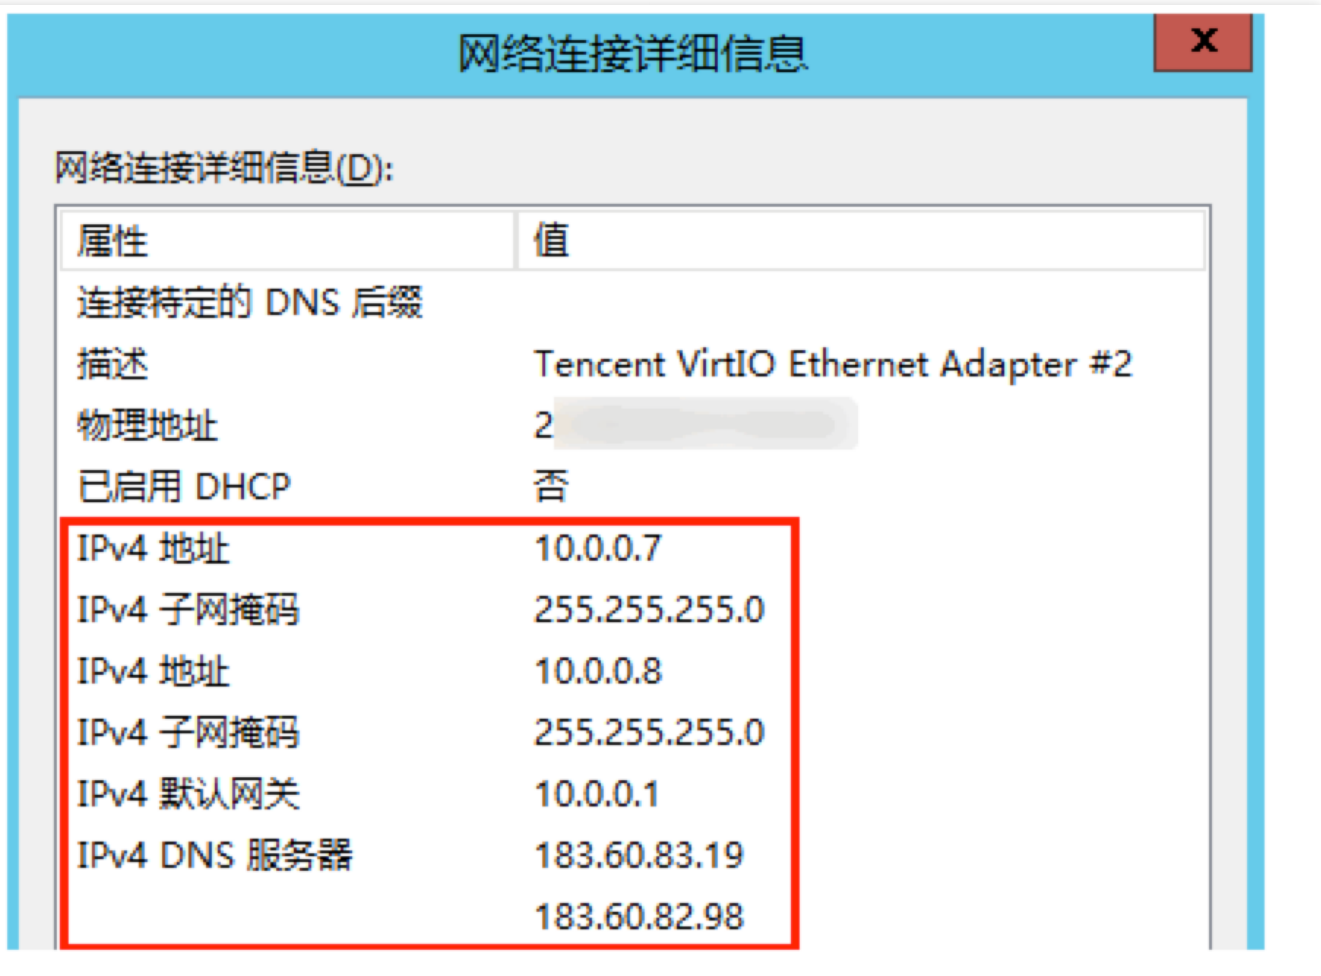 网络连接详细信息
x
网络连接详细信息(D):
属性 值
连接特定的 DNS 后缀
描述 Tencent VirtIO Ethernet Adapter #2
物理地址 2
已启用 DHCP 否
IPv4 地址 10.0.0.7
IPv4 子网掩码 255.255.255.0
IPv4 地址 10.0.0.8
IPv4 子网掩码 255.255.255.0
IPv4 默认网关 10.0.0.1
IPv4 DNS 服务器 183.60.83.19
183.60.82.98